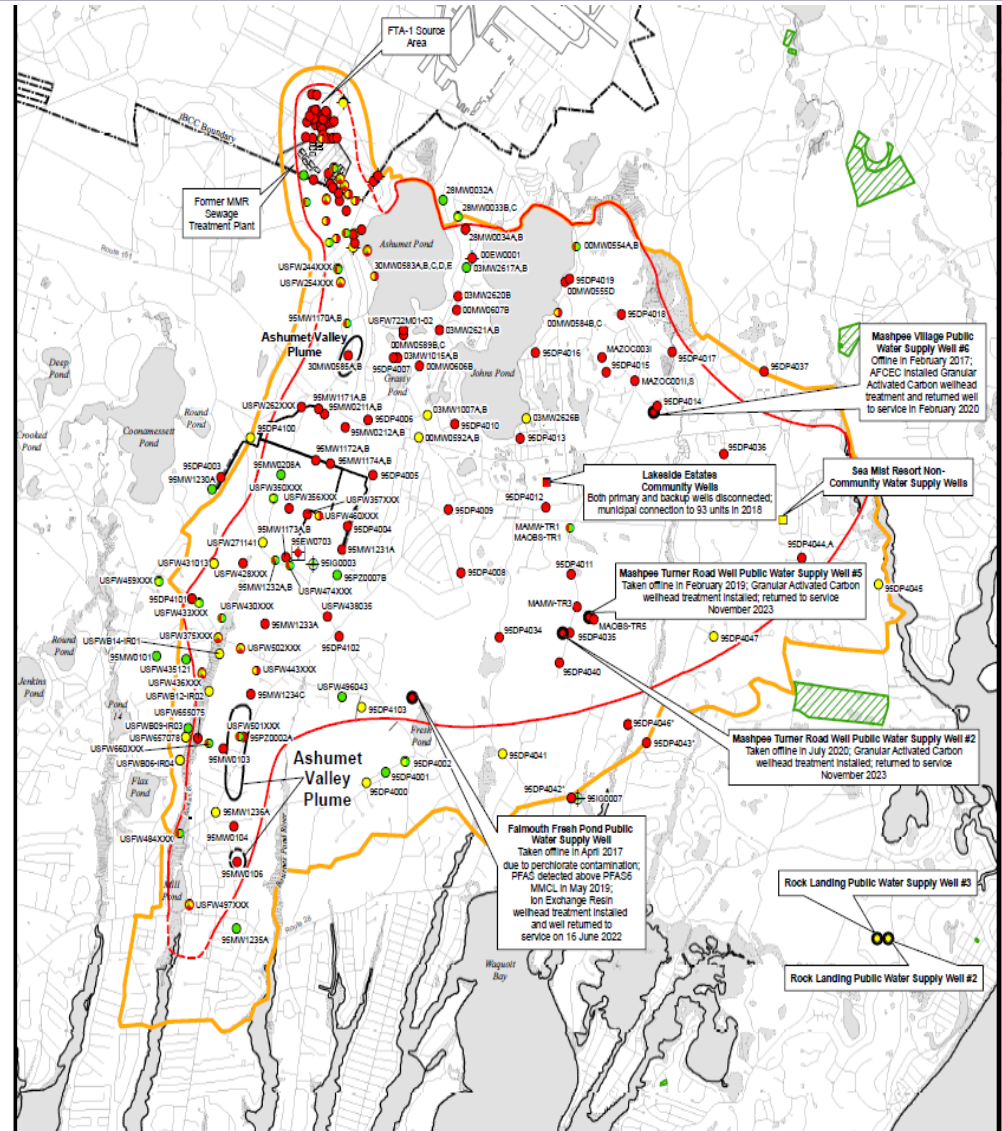 FTA-1 Source
Area
JBCC Boundary
Former MMR
Sewage
Treatment Plant
Route 151
Ashumet Pond
28MW0032A
28MW0033B,C
28MW0034A,B
00EW0001
00MW0554A,B
30MW0583A,B,C,D,E
03MW2617A,B
USFW244XXX
USFW254XXX
95DP4019
00MW0555D
03MW2620B
00MW0607B
95MW1170A,B
USFW722M01-02
00MW0584B,C
95DP4018
Ashumet Valley
Plume
03MW2621A,B
00MW0589B,C
30MW0585A,B
03MW1015A,B
95DP4007
00MW0606B
Grassy
Pond
Johns Pond
95DP4016
MAZOC003I
95DP4015
95DP4017
MAZOC001I,S
95DP4037
Mashpee Village Public
Water Supply Well #6
Offline in February 2017;
AFCEC Installed Granular
Activated Carbon wellhead
treatment and returned well
to service in February 2020
Deep
Pond
Round
Pond
Crooked
Pond
Coonamessett
Pond
95MW1171A,B
USFW262XXX
95MW0211A,B
95DP4006
03MW1007A,B
95DP4010
03MW2626B
95DP4014
95DP4100
95MW0212A,B
00MW0592A,B
95DP4013
95MW1172A,B
95MW1174A,B
95DP4036
95DP4003
95MW1230A
95MW0208A
95DP4005
USFW350XXX
USFW356XXX
USFW357XXX
USFW460XXX
Lakeside Estates
Community Wells
Both primary and backup wells disconnected;
municipal connection to 93 units in 2018
Sea Mist Resort Non-
Community Water Supply Wells
95DP4012
95DP4009
95MW1173A,B
95EW0703
95DP4004
MAMW-TR1
MAOBS-TR1
USFW271141
95MW1231A
95DP4044,A
USFW431013
USFW428XXX
95IG0003
95MW1232A,B
95PZ0007B
USFW474XXX
95DP4008
95DP4011
Mashpee Turner Road Well Public Water Supply Well #5
Taken offline in February 2019; Granular Activated Carbon
wellhead treatment installed; returned to service
November 2023
95DP4045
USFW459XXX
95DP4101
USFW433XXX
USFW430XXX
USFW438035
MAMW-TR3
MAOBS-TR5
95MW1233A
USFW375XXX
95DP4034
95DP4035
95DP4047
Round
Pond
USFWB14-IR01
95DP4102
USFW502XXX
95MW0101
USFW435121
USFW443XXX
95DP4040
Jenkins
Pond
USFW436XXX
USFWB12-IR02
95MW1234C
USFW496043
95DP4103
Pond
14
USFW655075
USFWB09-IR03
USFW657078
USFW501XXX
95PZ0002A
USFW660XXX
95MW0103
Fresh
Pond
95DP4046*
95DP4043*
Mashpee Turner Road Well Public Water Supply Well #2
Taken offline in July 2020; Granular Activated Carbon
wellhead treatment installed; returned to service
November 2023
USFWB06-IR04
Ashumet
Valley
Plume
95DP4002
95DP4001
95DP4000
95DP4041
Flax
Pond
95DP4042*
95IG0007
95MW1236A
95MW0104
USFW484XXX
95MW0106
Falmouth Fresh Pond Public
Water Supply Well
Taken offline in April 2017
due to perchlorate contamination;
PFAS detected above PFAS6
MMCL in May 2019;
Ion Exchange Resin
wellhead treatment installed
and well returned to
service on 16 June 2022
Mill
Pond
USFW497XXX
95MW1235A
Route 28
Waquoit
Bay
Rock Landing Public Water Supply Well #3
Rock Landing Public Water Supply Well #2